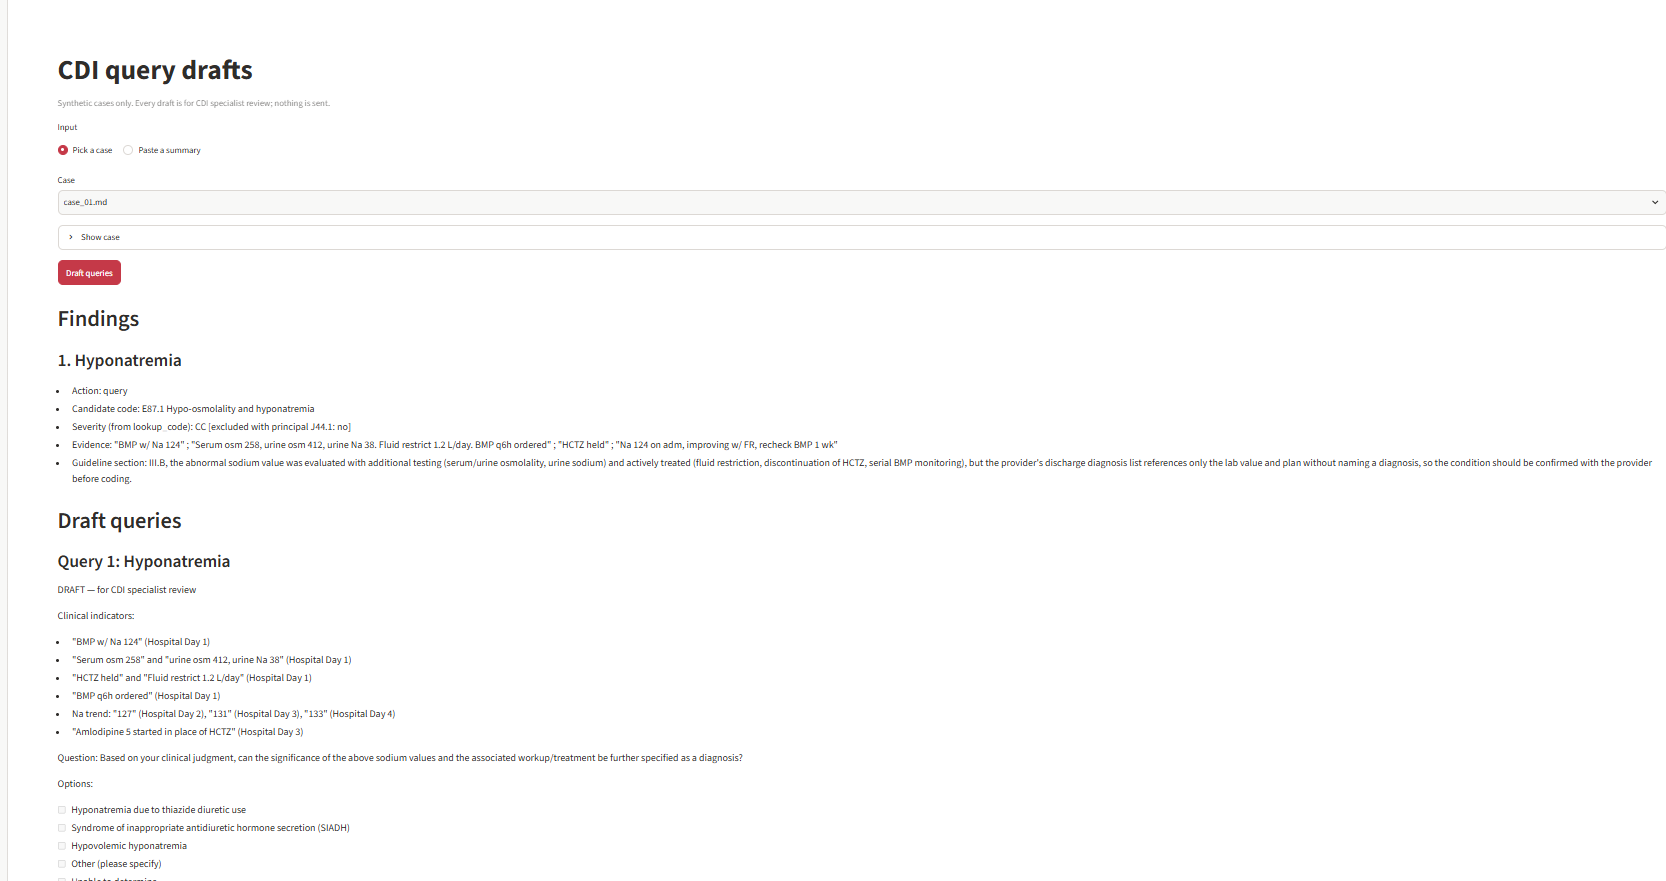 CDI query drafts
Synthetic cases only. Every draft is for CDI specialist review; nothing is sent.
Input
Pick a case
Paste a summary
Case
case_01.md
Show case
Draft queries
Findings
1. Hyponatremia
Action: query
Candidate code: E87.1 Hypo-osmolality and hyponatremia
Severity (from lookup_code): CC [excluded with principal J44.1: no]
Evidence: "BMP w/ Na 124" ; "Serum osm 258, urine osm 412, urine Na 38. Fluid restrict 1.2 L/day. BMP q6h ordered" ; "HCTZ held" ; "Na 124 on adm, improving w/ FR, recheck BMP 1 wk"
Guideline section: III.B, the abnormal sodium value was evaluated with additional testing (serum/urine osmolality, urine sodium) and actively treated (fluid restriction, discontinuation of HCTZ, serial BMP monitoring), but the provider's discharge diagnosis list references only the lab value and plan without naming a diagnosis, so the condition should be confirmed with the provider
before coding.
Draft queries
Query 1: Hyponatremia
DRAFT — for CDI specialist review
Clinical indicators:
"BMP w/ Na 124" (Hospital Day 1)
"Serum osm 258" and "urine osm 412, urine Na 38" (Hospital Day 1)
"HCTZ held" and "Fluid restrict 1.2 L/day" (Hospital Day 1)
"BMP q6h ordered" (Hospital Day 1)
Na trend: "127" (Hospital Day 2), "131" (Hospital Day 3), "133" (Hospital Day 4)
"Amlodipine 5 started in place of HCTZ" (Hospital Day 3)
Question: Based on your clinical judgment, can the significance of the above sodium values and the associated workup/treatment be further specified as a diagnosis?
Options:
Hyponatremia due to thiazide diuretic use
Syndrome of inappropriate antidiuretic hormone secretion (SIADH)
Hypovolemic hyponatremia
Other (please specify)